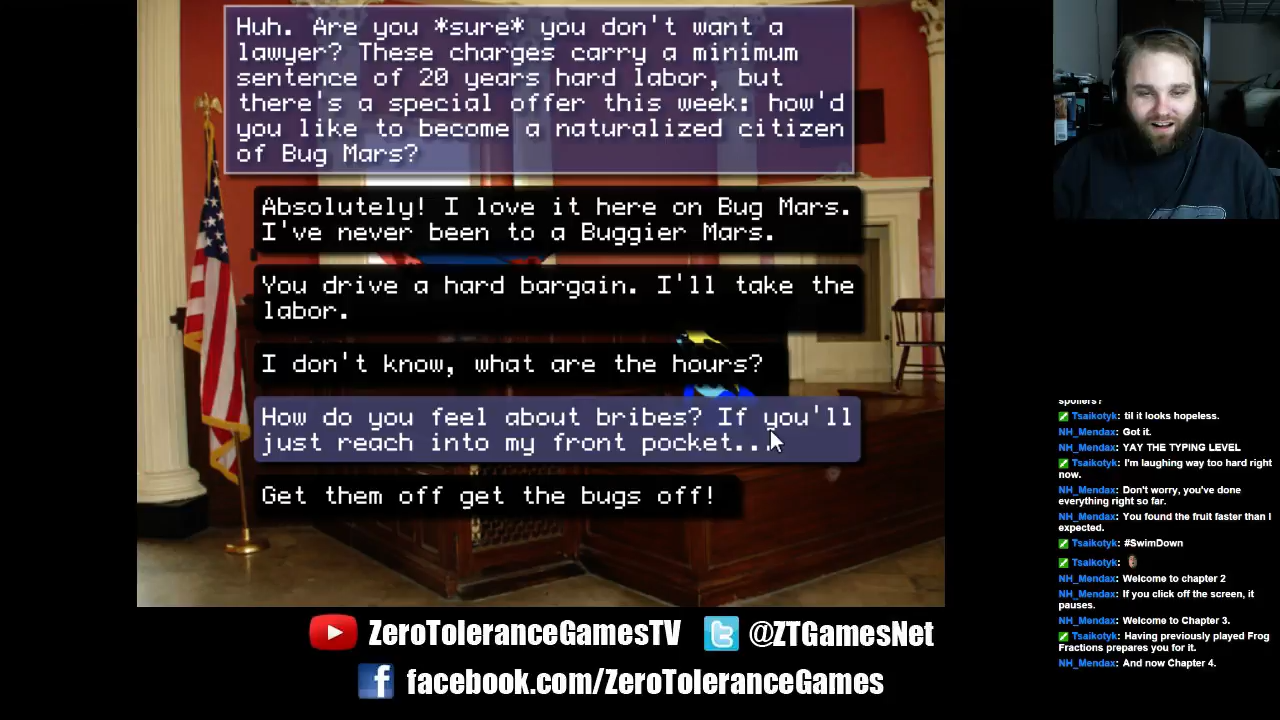 Huh. Are you *sure* you don't want a
lawyer? These charges carry a minimum
sentence of 20 years hard labor, but
there's a special offer this week: how'd
you like to become a naturalized citizen
of Bug Mars?
Absolutely! I love it here on Bug Mars.
I've never been to a Buggier Mars.
You drive a hard bargain. I'll take the
labor.
I don't know, what are the hours?
How do you feel about bribes? If you'll
just reach into my front pocket...
Get them off get the bugs off!
spoilers?
Tsaikotyk: til it looks hopeless.
NH_Mendax: Got it.
NH_Mendax: YAY THE TYPING LEVEL
Tsaikotyk: I'm laughing way too hard right
now.
NH_Mendax: Don't worry, you've done
everything right so far.
NH_Mendax: You found the fruit faster than I
expected.
Tsaikotyk: #SwimDown
Tsaikotyk:
NH_Mendax: Welcome to chapter 2
NH_Mendax: If you click off the screen, it
pauses.
NH_Mendax: Welcome to Chapter 3.
Tsaikotyk: Having previously played Frog
Fractions prepares you for it.
NH_Mendax: And now Chapter 4.
ZeroToleranceGamesTV
@ZTGamesNet
facebook.com/ZeroToleranceGames